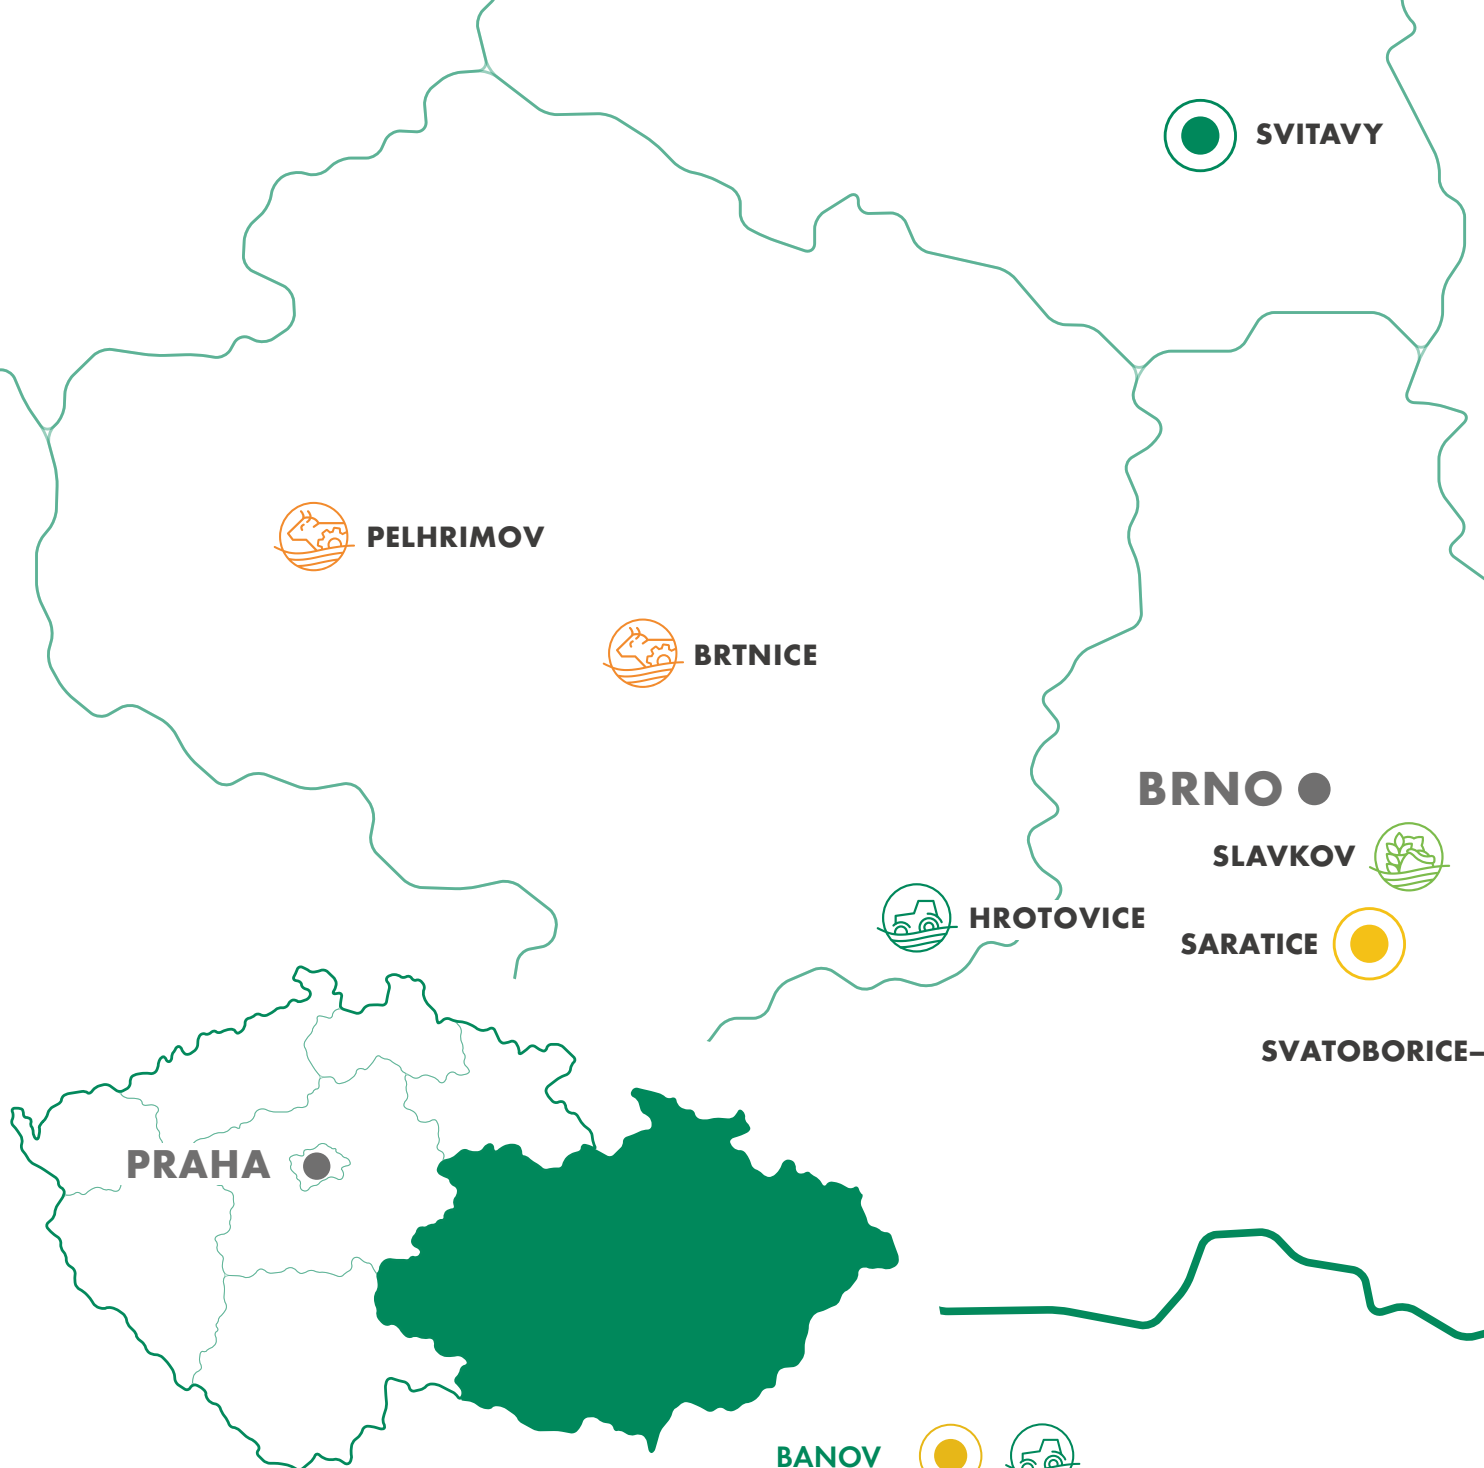 SVITAVY
PELHRIMOV
BRTNICE
BRNO
SLAVKOV
HROTOVICE
SARATICE
SVATOBORICE–
PRAHA
BANOV